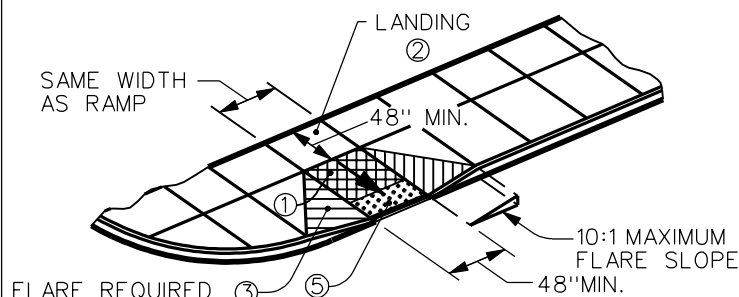 LANDING
②
SAME WIDTH
AS RAMP
48" MIN.
①
10:1 MAXIMUM
FLARE SLOPE
FLARE REQUIRED ③ ⑤
48"MIN.